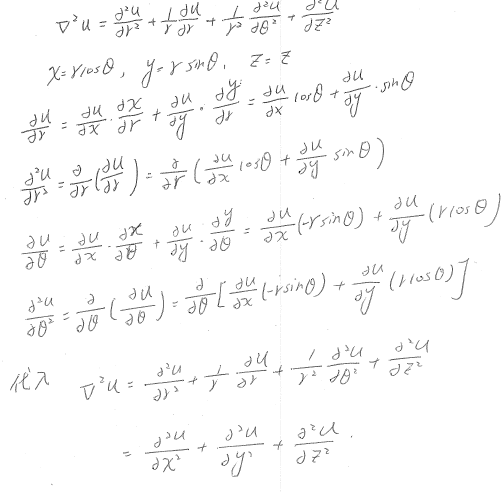 ∇²u = ∂²u/∂r² + 1/r ∂u/∂r + 1/r² ∂²u/∂θ² + ∂²u/∂z²
x = r cosθ, y = r sinθ, z = z
∂u/∂r = ∂u/∂x · ∂x/∂r + ∂u/∂y · ∂y/∂r = ∂u/∂x cosθ + ∂u/∂y · sinθ
∂²u/∂r² = ∂/∂r (∂u/∂r) = ∂/∂r (∂u/∂x cosθ + ∂u/∂y sinθ)
∂u/∂θ = ∂u/∂x · ∂x/∂θ + ∂u/∂y · ∂y/∂θ = ∂u/∂x (-r sinθ) + ∂u/∂y (r cosθ)
∂²u/∂θ² = ∂/∂θ (∂u/∂θ) = ∂/∂θ [∂u/∂x (-r sinθ) + ∂u/∂y (r cosθ)]
代入 ∇²u = ∂²u/∂r² + 1/r ∂u/∂r + 1/r² ∂²u/∂θ² + ∂²u/∂z²
= ∂²u/∂x² + ∂²u/∂y² + ∂²u/∂z².